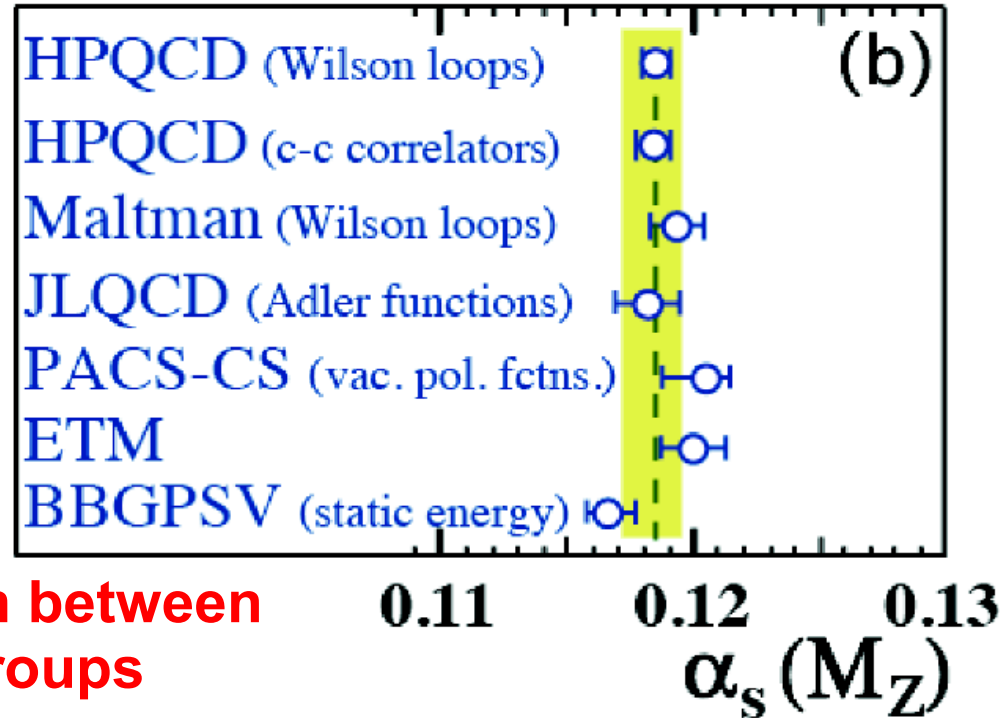 HPQCD (Wilson loops)
(b)
HPQCD (c-c correlators)
Maltman (Wilson loops)
JLQCD (Adler functions)
PACS-CS (vac. pol. fctns.)
ETM
BBGPSV (static energy)
0.11 0.12 0.13
αs (MZ)
between